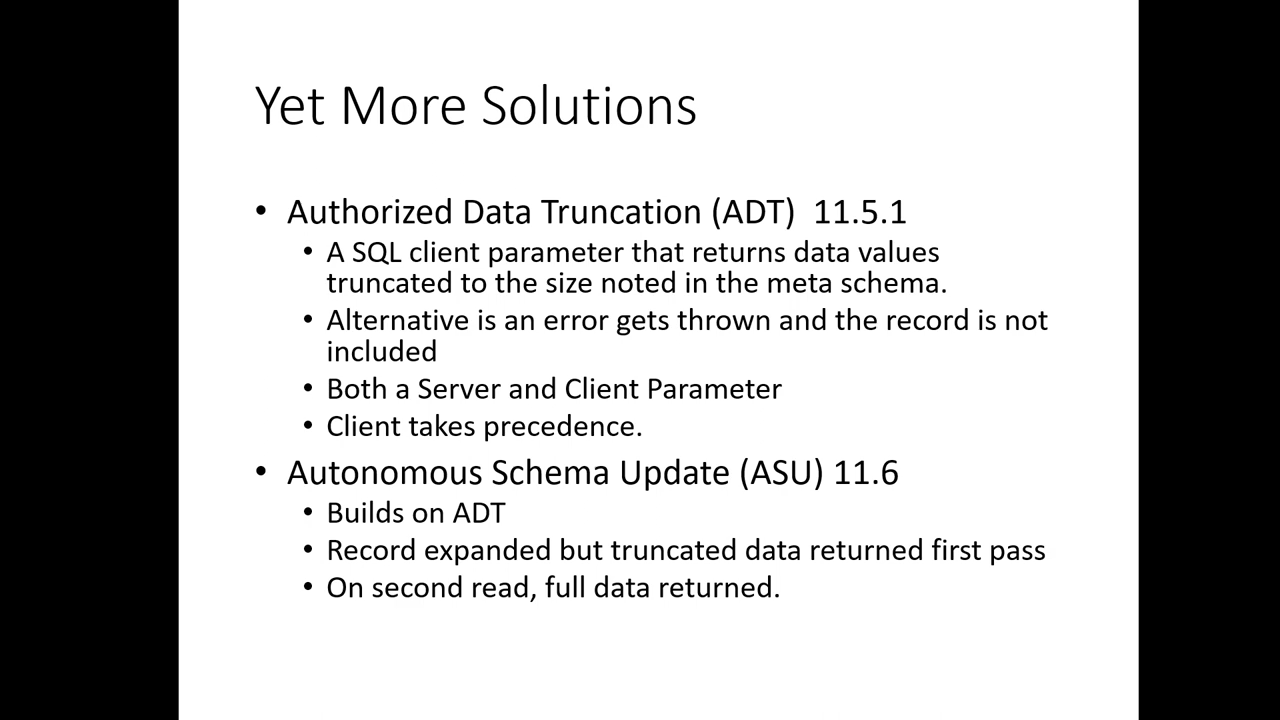 Yet More Solutions
• Authorized Data Truncation (ADT)  11.5.1
• A SQL client parameter that returns data values
truncated to the size noted in the meta schema.
• Alternative is an error gets thrown and the record is not
included
• Both a Server and Client Parameter
• Client takes precedence.
• Autonomous Schema Update (ASU) 11.6
• Builds on ADT
• Record expanded but truncated data returned first pass
• On second read, full data returned.